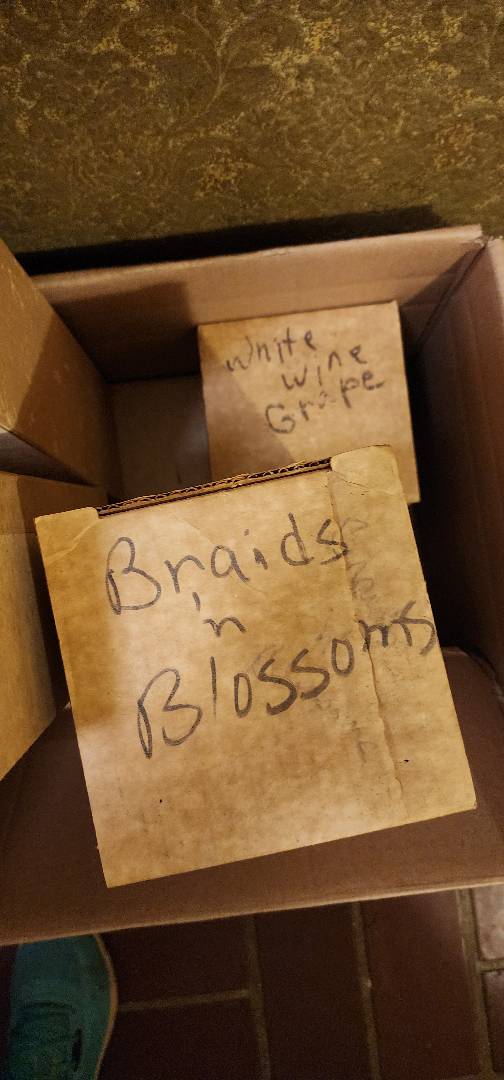 White
Wine
Grape
Braids
'n
Blossoms